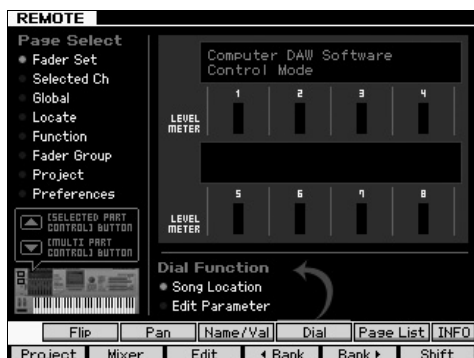 REMOTE
Page Select
Fader Set
Selected Ch
Global
Locate
Function
Fader Group
Project
Preferences
[SELECTED PART
CONTROL] BUTTON
[MULTI PART
CONTROL] BUTTON
Computer DAW Software
Control Mode
1 2 3 4
LEVEL
METER
5 6 7 8
LEVEL
METER
Dial Function
Song Location
Edit Parameter
Flip Pan Name/Val Dial Page List INFO
Project Mixer Edit Bank Bank Shift